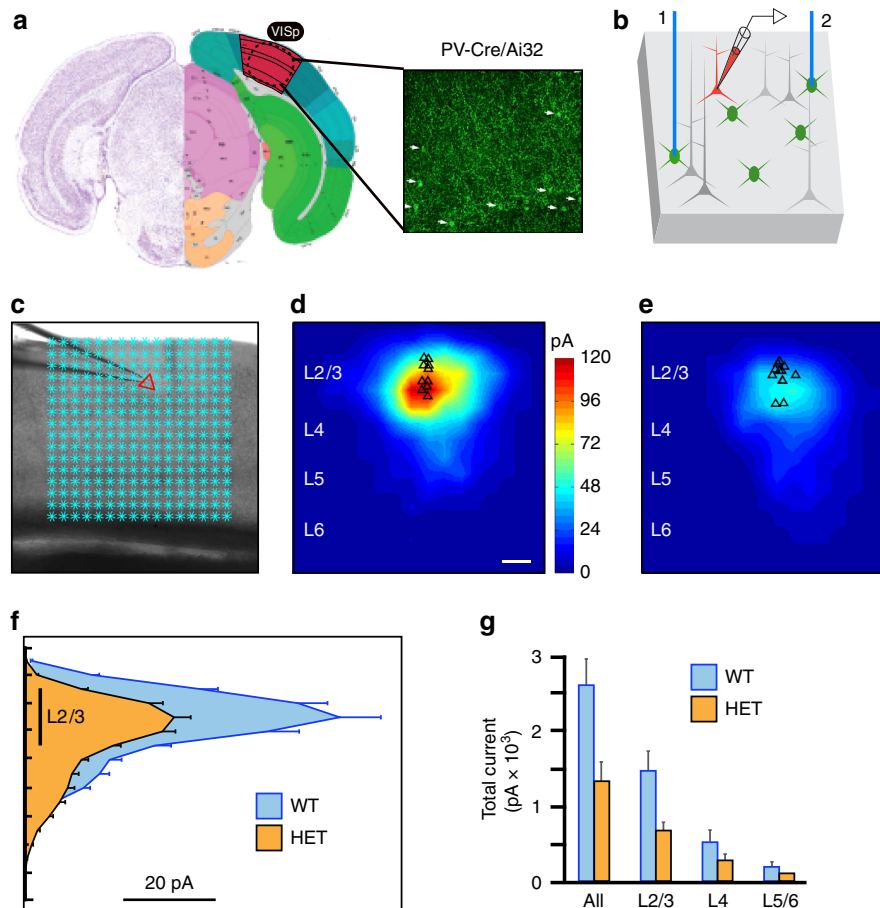 a
VISp
PV-Cre/Ai32
b
1
2
c
d
pA
120
96
72
48
24
0
L2/3
L4
L5
L6
e
L2/3
L4
L5
L6
f
L2/3
WT
HET
20 pA
g
Total current
(pA × 10³)
3
2
1
0
WT
HET
All
L2/3
L4
L5/6